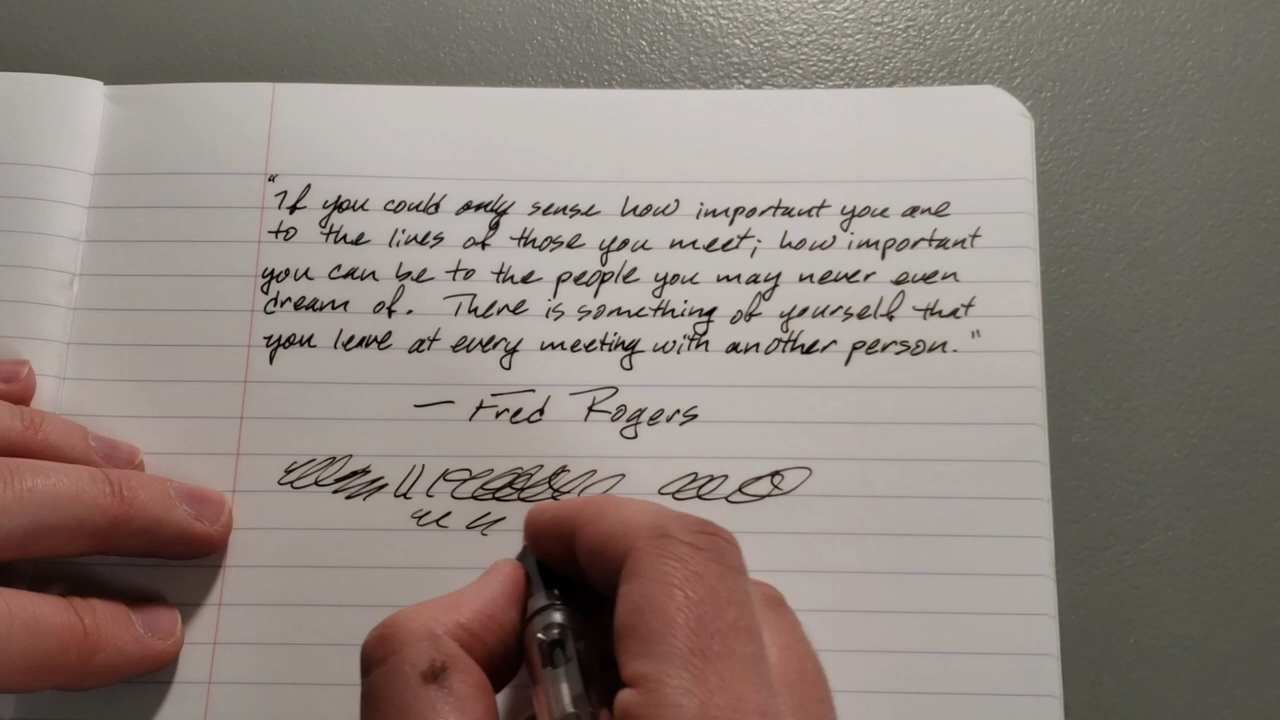 "If you could only sense how important you are
to the lives of those you meet; how important
you can be to the people you may never even
dream of. There is something of yourself that
you leave at every meeting with another person."
— Fred Rogers